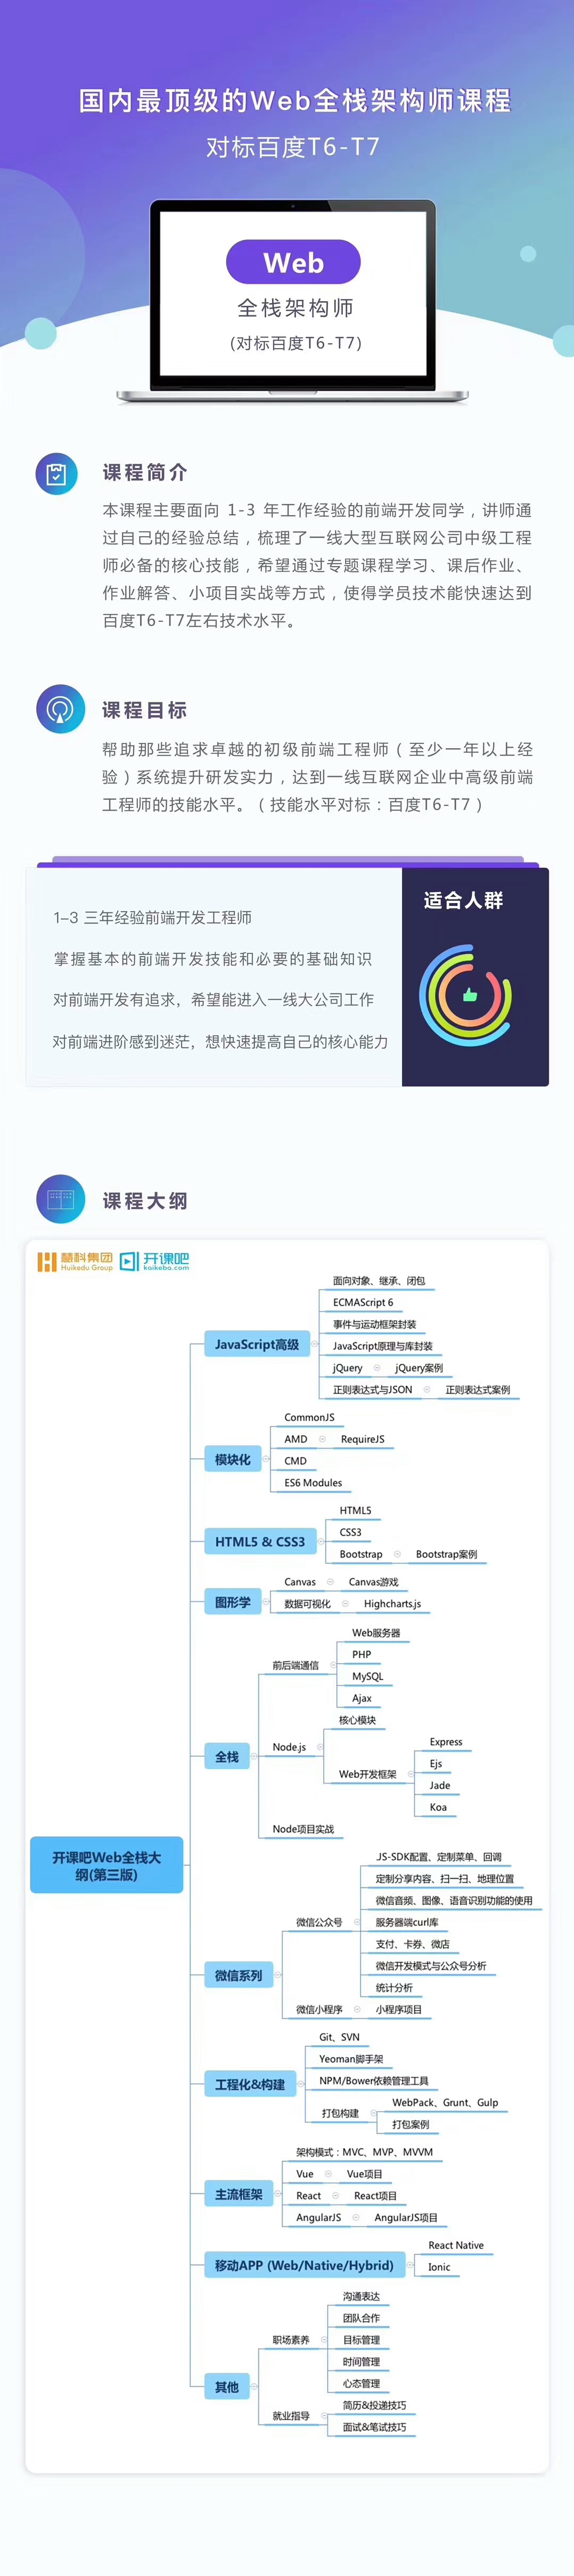 国内最顶级的Web全栈架构师课程
对标百度T6-T7
Web
全栈架构师
(对标百度T6-T7)
课程简介
本课程主要面向 1-3 年工作经验的前端开发同学，讲师通
过自己的经验总结，梳理了一线大型互联网公司中级工程
师必备的核心技能，希望通过专题课程学习、课后作业、
作业解答、小项目实战等方式，使得学员技术能快速达到
百度T6-T7左右技术水平。
课程目标
帮助那些追求卓越的初级前端工程师（至少一年以上经
验）系统提升研发实力，达到一线互联网企业中高级前端
工程师的技能水平。（技能水平对标：百度T6-T7）
适合人群
1–3 三年经验前端开发工程师
掌握基本的前端开发技能和必要的基础知识
对前端开发有追求，希望能进入一线大公司工作
对前端进阶感到迷茫，想快速提高自己的核心能力
课程大纲
慧科集团
Huikedu Group
开课吧
kaikeba.com
开课吧Web全栈大
纲(第三版)
JavaScript高级
面向对象、继承、闭包
ECMAScript 6
事件与运动框架封装
JavaScript原理与库封装
jQuery
jQuery案例
正则表达式与JSON
正则表达式案例
模块化
CommonJS
AMD
RequireJS
CMD
ES6 Modules
HTML5 & CSS3
HTML5
CSS3
Bootstrap
Bootstrap案例
图形学
Canvas
Canvas游戏
数据可视化
Highcharts.js
全栈
前后端通信
Web服务器
PHP
MySQL
Ajax
Node.js
核心模块
Web开发框架
Express
Ejs
Jade
Koa
Node项目实战
微信系列
微信公众号
JS-SDK配置、定制菜单、回调
定制分享内容、扫一扫、地理位置
微信音频、图像、语音识别功能的使用
服务器端curl库
支付、卡券、微店
微信开发模式与公众号分析
统计分析
微信小程序
小程序项目
工程化&构建
Git、SVN
Yeoman脚手架
NPM/Bower依赖管理工具
打包构建
WebPack、Grunt、Gulp
打包案例
主流框架
架构模式：MVC、MVP、MVVM
Vue
Vue项目
React
React项目
AngularJS
AngularJS项目
移动APP (Web/Native/Hybrid)
React Native
Ionic
其他
职场素养
沟通表达
团队合作
目标管理
时间管理
心态管理
就业指导
简历&投递技巧
面试&笔试技巧